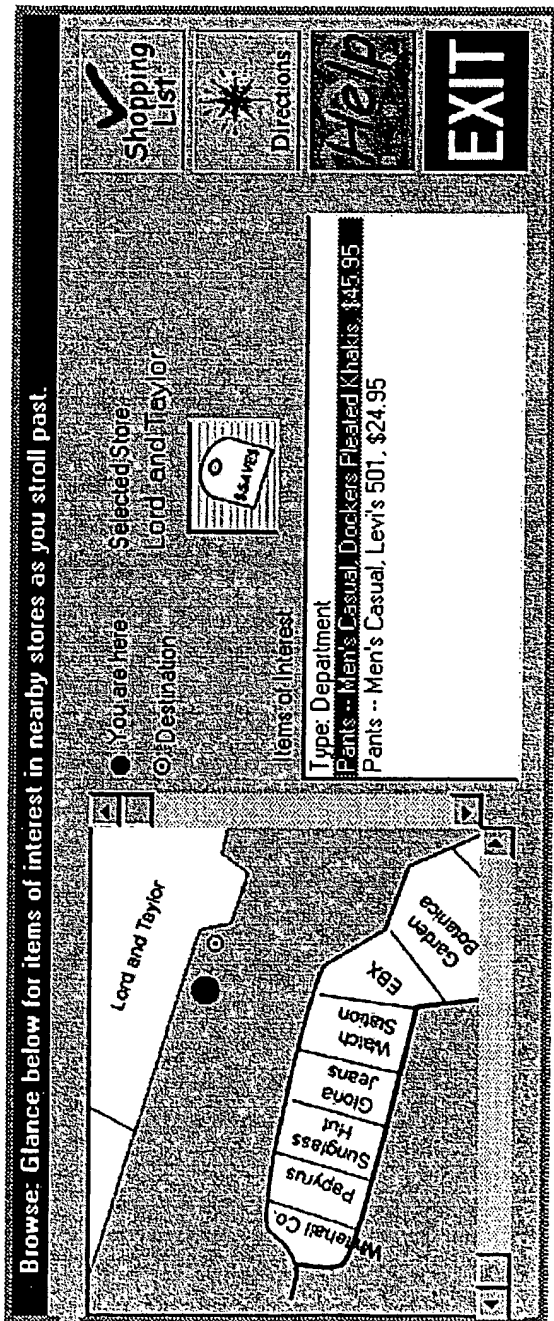 Browse: Glance below for items of interest in nearby stores as you stroll past.
Lord and Taylor
Whitehall Co.
Papyrus
Sunglass
Hut
Gloria
Jeans
Watch
Station
EBX
Garden
Botanica
You are Here
Destination
Selected Store:
Lord and Taylor
$$AVES
Items of Interest
Type: Department
Pants -- Men's Casual, Dockers Pleated Khakis, $45.95
Pants -- Men's Casual, Levi's 501, $24.95
Shopping
List
Directions
Help
EXIT